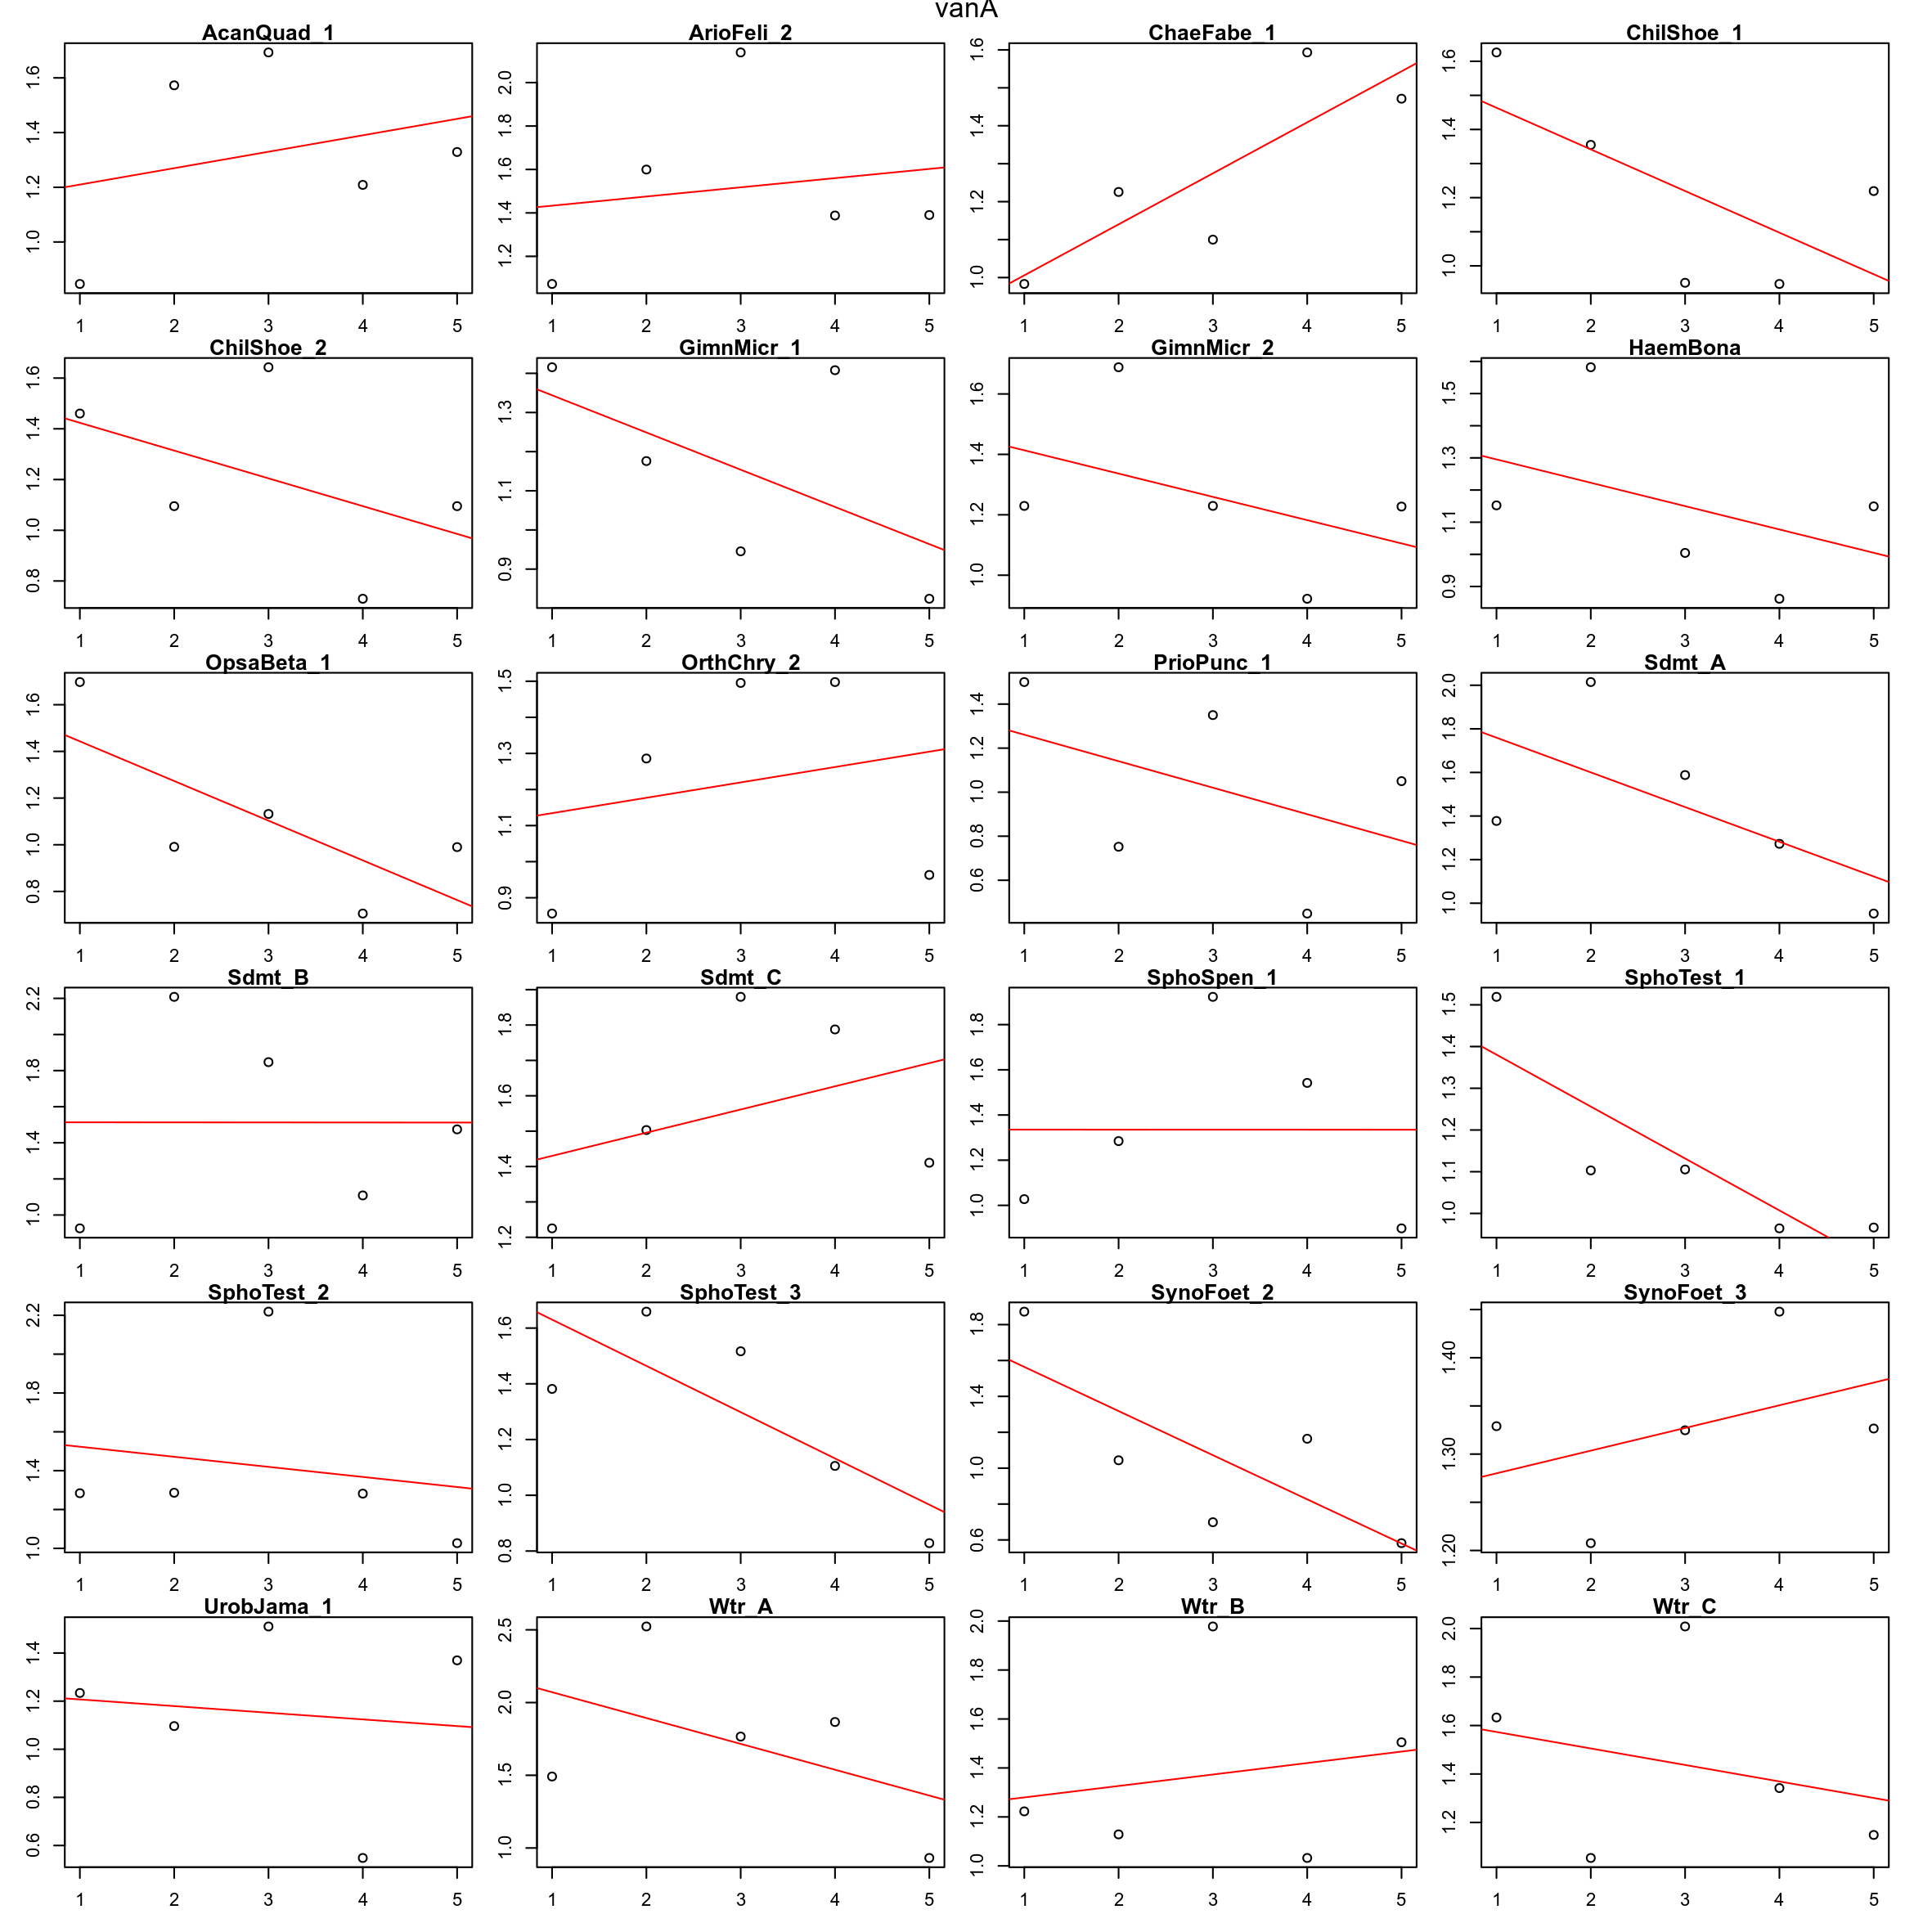 vanA
AcanQuad_1 ArioFeli_2 ChaeFabe_1 ChilShoe_1
1.0 1.2 1.4 1.6 1.2 1.4 1.6 1.8 2.0 1.0 1.2 1.4 1.6 1.0 1.2 1.4 1.6
1 2 3 4 5 1 2 3 4 5 1 2 3 4 5 1 2 3 4 5
ChilShoe_2 GimnMicr_1 GimnMicr_2 HaemBona
0.8 1.0 1.2 1.4 1.6 0.9 1.1 1.3 1.0 1.2 1.4 1.6 0.9 1.1 1.3 1.5
1 2 3 4 5 1 2 3 4 5 1 2 3 4 5 1 2 3 4 5
OpsaBeta_1 OrthChry_2 PrioPunc_1 Sdmt_A
0.8 1.0 1.2 1.4 1.6 0.9 1.1 1.3 1.5 0.6 0.8 1.0 1.2 1.4 1.0 1.2 1.4 1.6 1.8 2.0
1 2 3 4 5 1 2 3 4 5 1 2 3 4 5 1 2 3 4 5
Sdmt_B Sdmt_C SphoSpen_1 SphoTest_1
1.0 1.4 1.8 2.2 1.2 1.4 1.6 1.8 1.0 1.2 1.4 1.6 1.8 1.0 1.1 1.2 1.3 1.4 1.5
1 2 3 4 5 1 2 3 4 5 1 2 3 4 5 1 2 3 4 5
SphoTest_2 SphoTest_3 SynoFoet_2 SynoFoet_3
1.0 1.4 1.8 2.2 0.8 1.0 1.2 1.4 1.6 0.6 1.0 1.4 1.8 1.20 1.30 1.40
1 2 3 4 5 1 2 3 4 5 1 2 3 4 5 1 2 3 4 5
UrobJama_1 Wtr_A Wtr_B Wtr_C
0.6 0.8 1.0 1.2 1.4 1.0 1.5 2.0 2.5 1.0 1.2 1.4 1.6 1.8 2.0 1.2 1.4 1.6 1.8 2.0
1 2 3 4 5 1 2 3 4 5 1 2 3 4 5 1 2 3 4 5